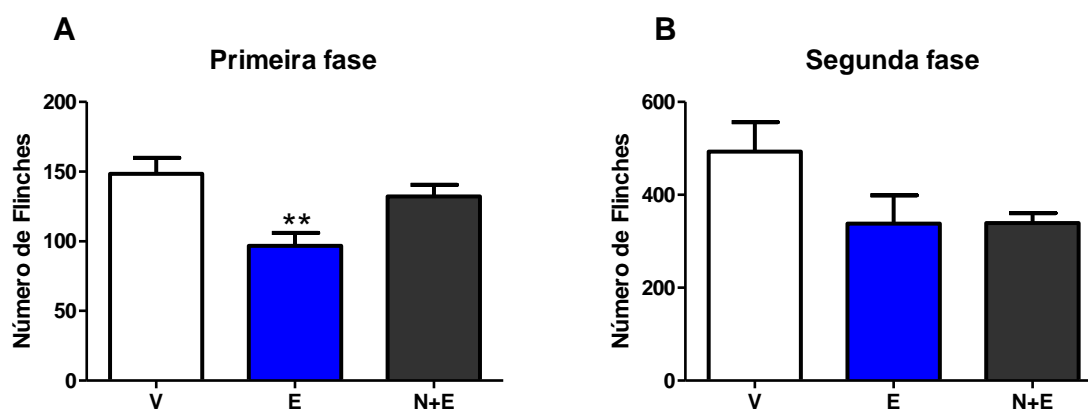 A
Primeira fase
Número de Flinches
200
150
100
50
0
**
V E N+E
B
Segunda fase
Número de Flinches
600
400
200
0
V E N+E